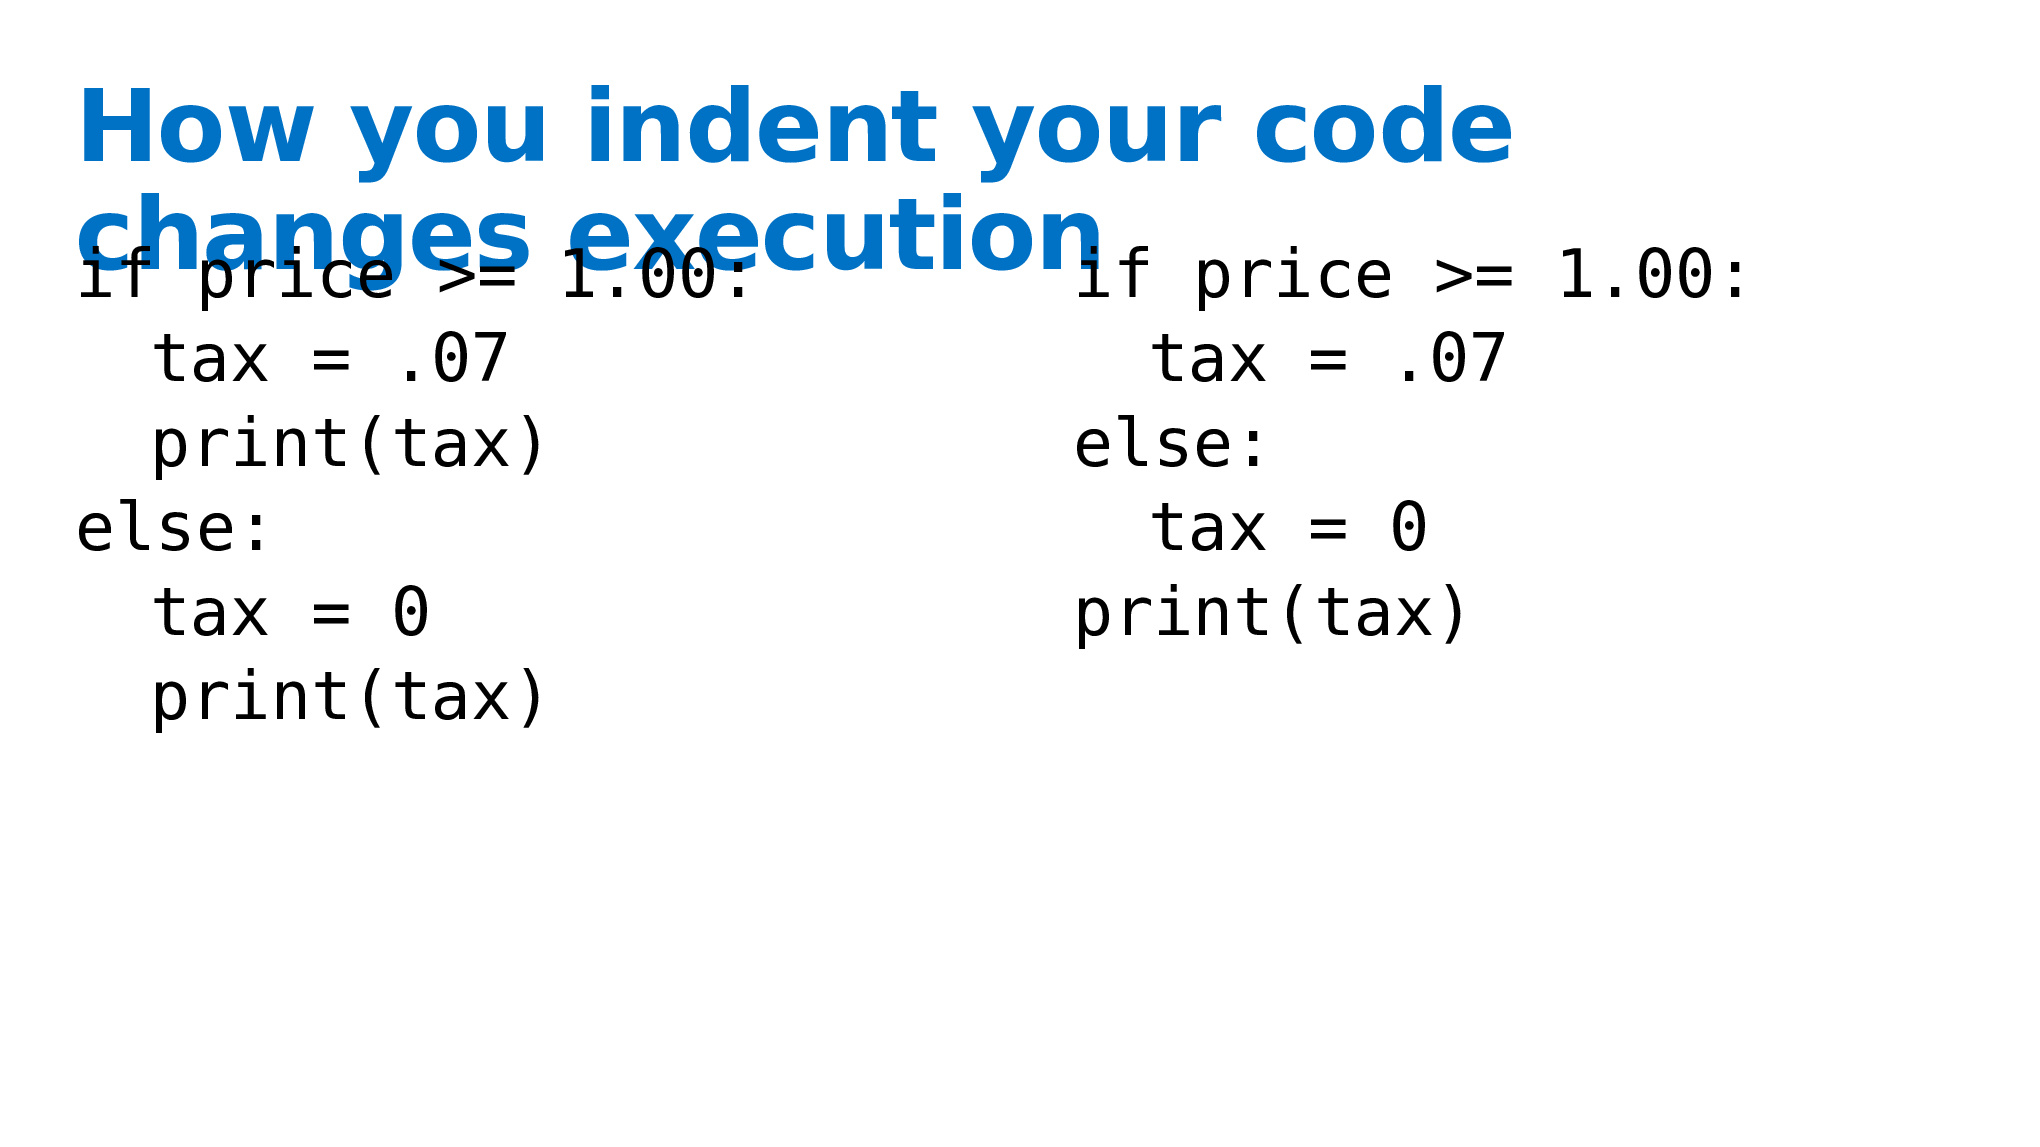 How you indent your code
changes execution
if price >= 1.00:
  tax = .07
  print(tax)
else:
  tax = 0
  print(tax)
if price >= 1.00:
  tax = .07
else:
  tax = 0
print(tax)